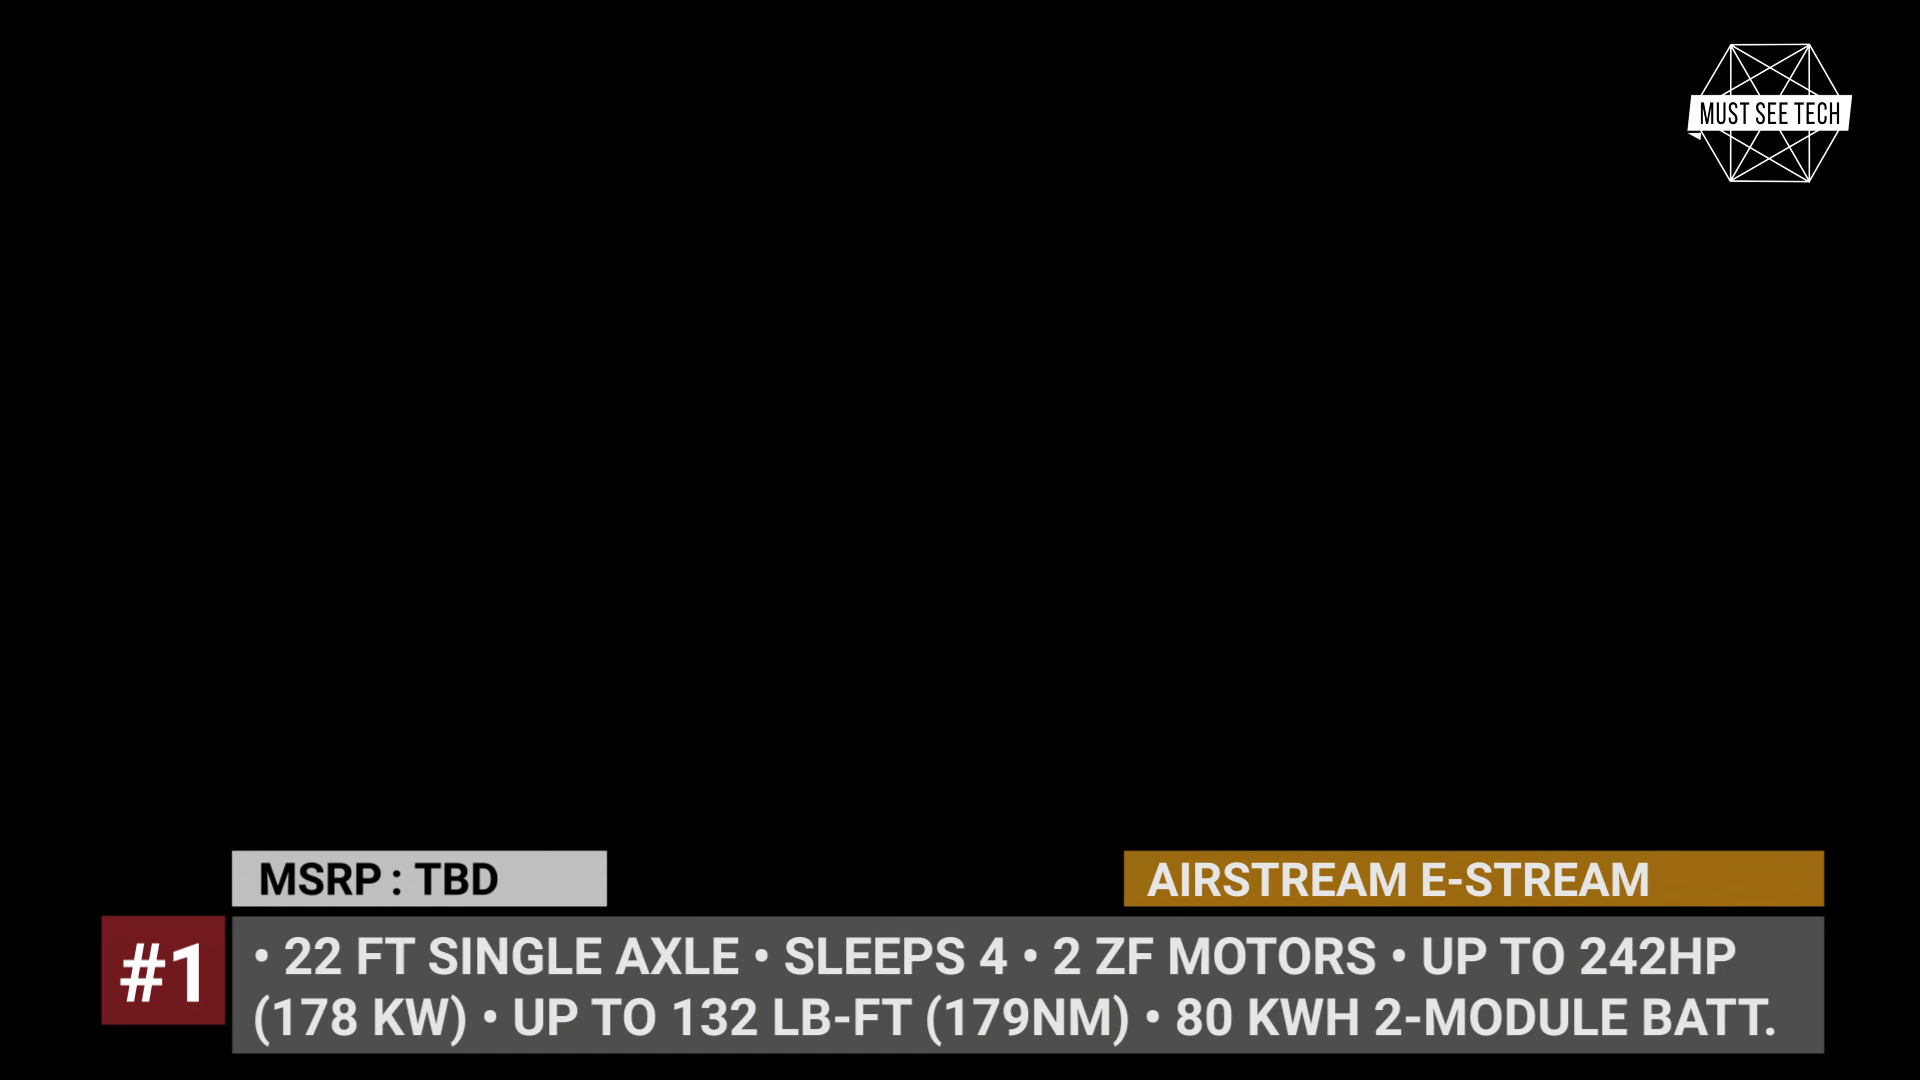 MUST SEE TECH
MSRP : TBD
AIRSTREAM E-STREAM
#1
• 22 FT SINGLE AXLE • SLEEPS 4 • 2 ZF MOTORS • UP TO 242HP
(178 KW) • UP TO 132 LB-FT (179NM) • 80 KWH 2-MODULE BATT.